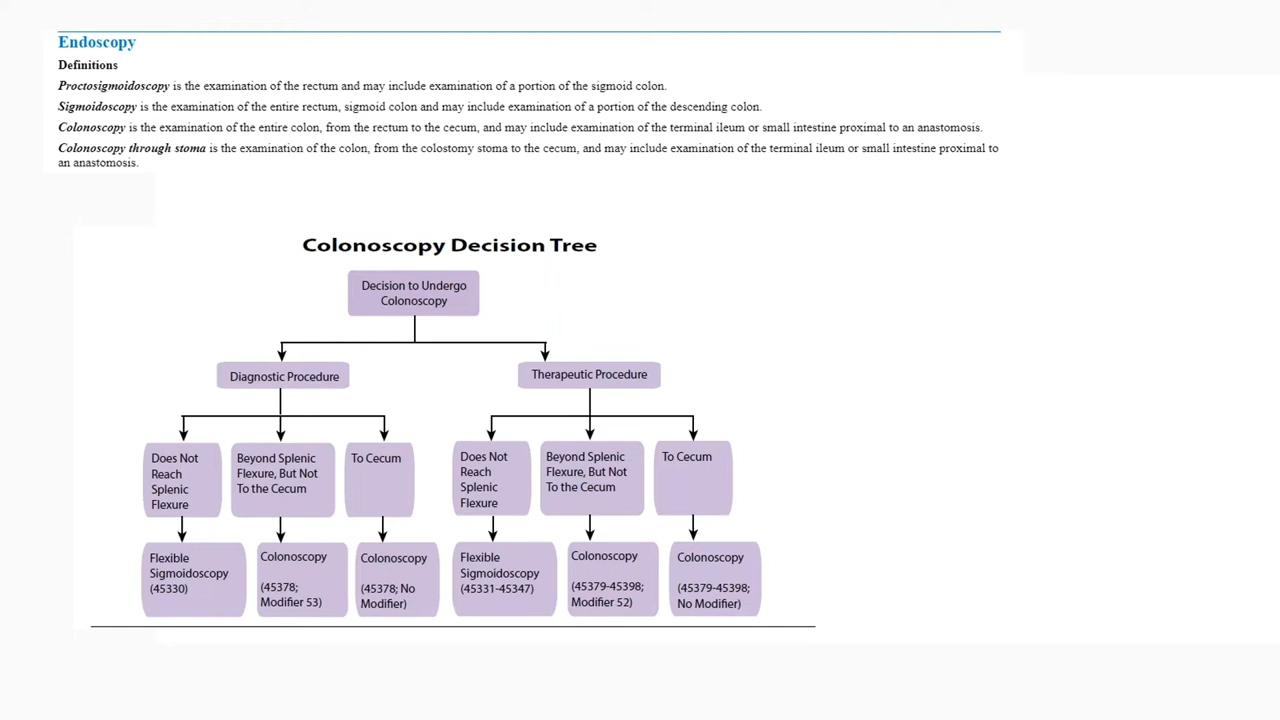 Endoscopy
Definitions
Proctosigmoidoscopy is the examination of the rectum and may include examination of a portion of the sigmoid colon.
Sigmoidoscopy is the examination of the entire rectum, sigmoid colon and may include examination of a portion of the descending colon.
Colonoscopy is the examination of the entire colon, from the rectum to the cecum, and may include examination of the terminal ileum or small intestine proximal to an anastomosis.
Colonoscopy through stoma is the examination of the colon, from the colostomy stoma to the cecum, and may include examination of the terminal ileum or small intestine proximal to
an anastomosis.
Colonoscopy Decision Tree
Decision to Undergo
Colonoscopy
Diagnostic Procedure
Therapeutic Procedure
Does Not
Reach
Splenic
Flexure
Beyond Splenic
Flexure, But Not
To the Cecum
To Cecum
Does Not
Reach
Splenic
Flexure
Beyond Splenic
Flexure, But Not
To the Cecum
To Cecum
Flexible
Sigmoidoscopy
(45330)
Colonoscopy
(45378;
Modifier 53)
Colonoscopy
(45378; No
Modifier)
Flexible
Sigmoidoscopy
(45331-45347)
Colonoscopy
(45379-45398;
Modifier 52)
Colonoscopy
(45379-45398;
No Modifier)